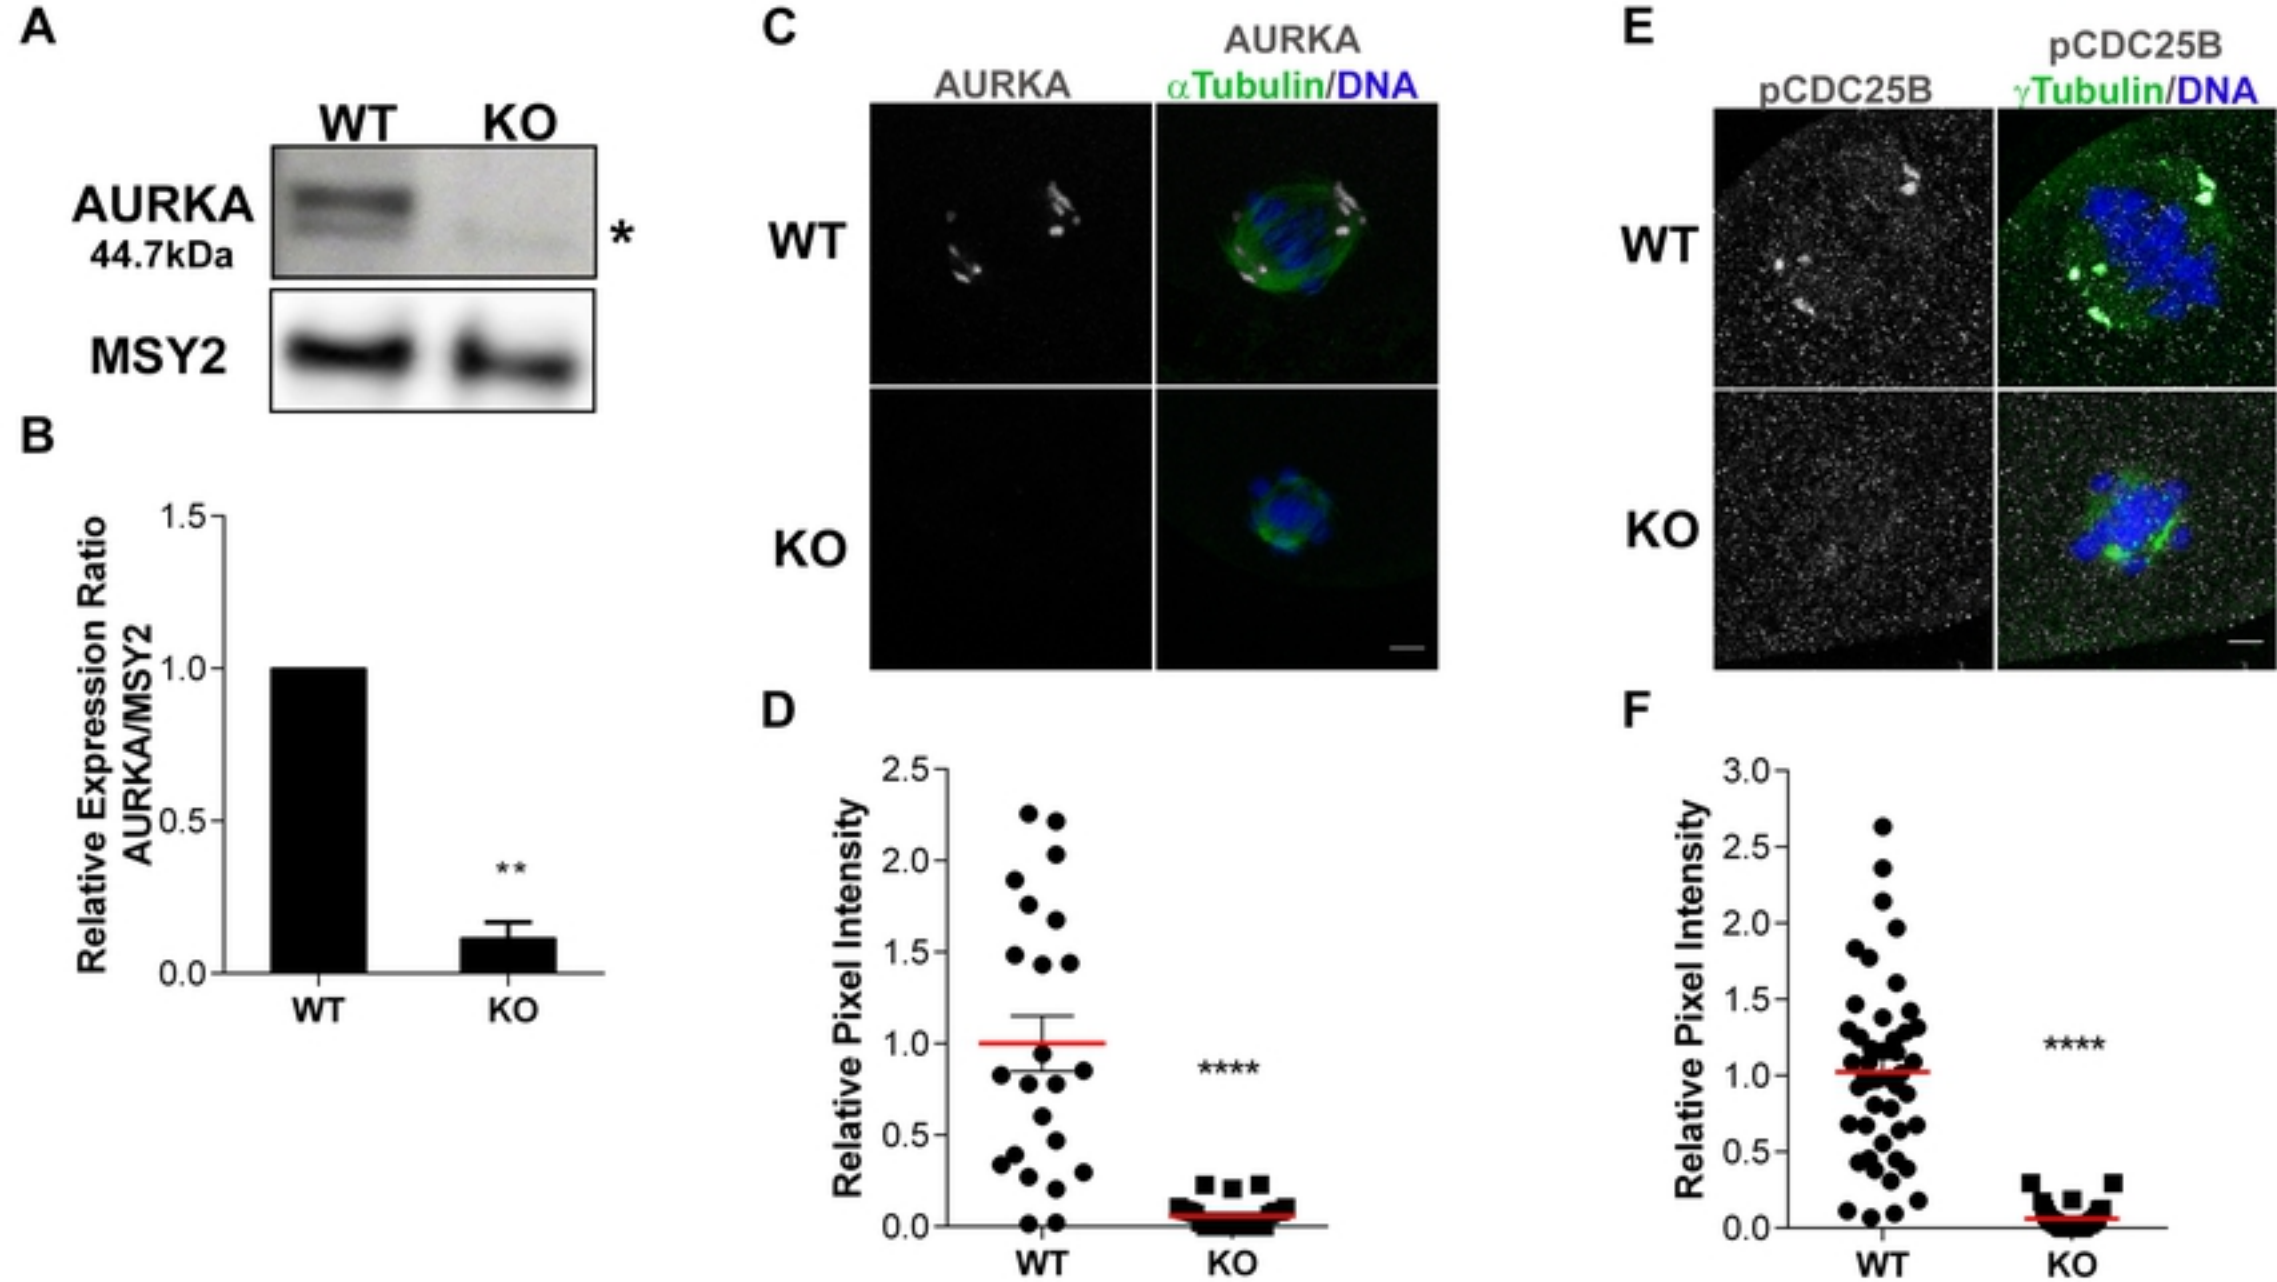 A
WT KO
AURKA
44.7kDa
*
MSY2
B
Relative Expression Ratio
AURKA/MSY2
1.5
1.0
0.5
0.0
**
WT KO
C
AURKA
AURKA
αTubulin/DNA
WT
KO
D
Relative Pixel Intensity
2.5
2.0
1.5
1.0
0.5
0.0
****
WT KO
E
pCDC25B
pCDC25B
γTubulin/DNA
WT
KO
F
Relative Pixel Intensity
3.0
2.5
2.0
1.5
1.0
0.5
0.0
****
WT KO